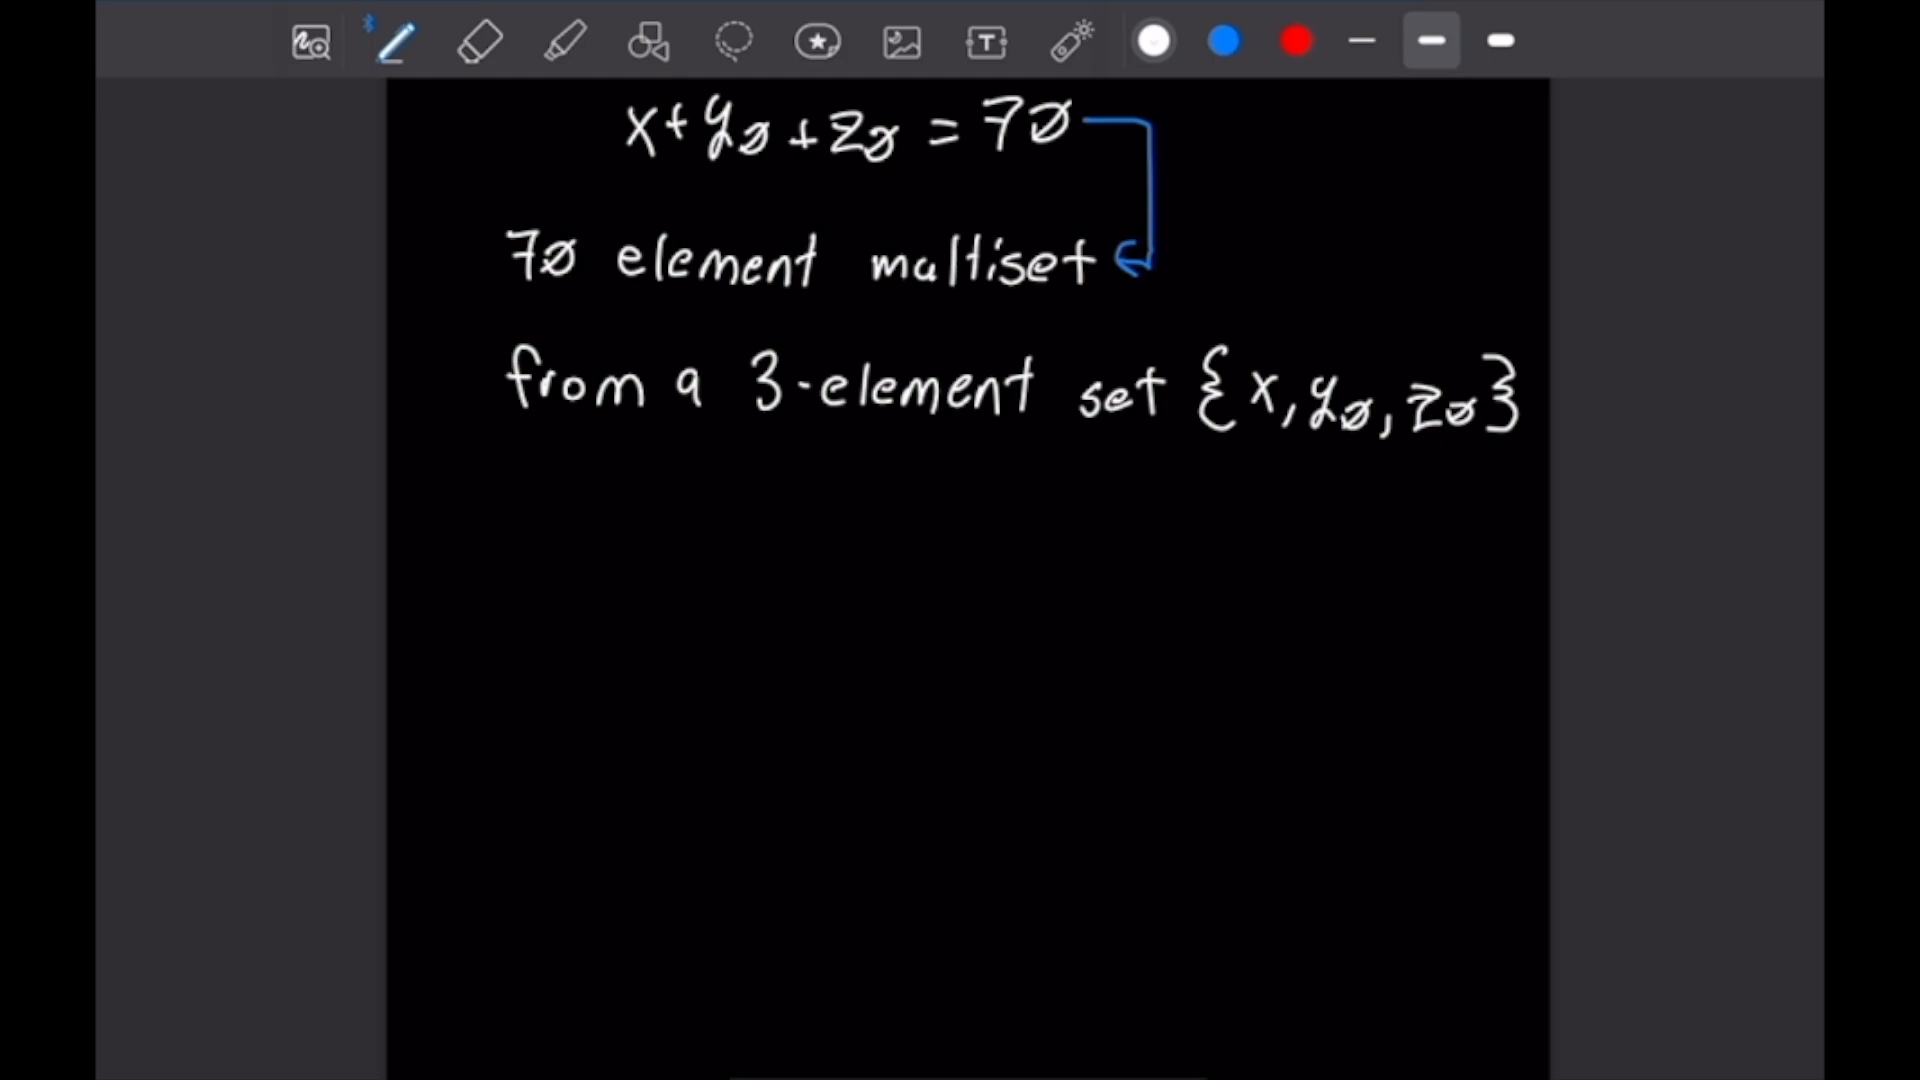 x + y₀ + z₀ = 70
70 element multiset
from a 3-element set {x, y₀, z₀}